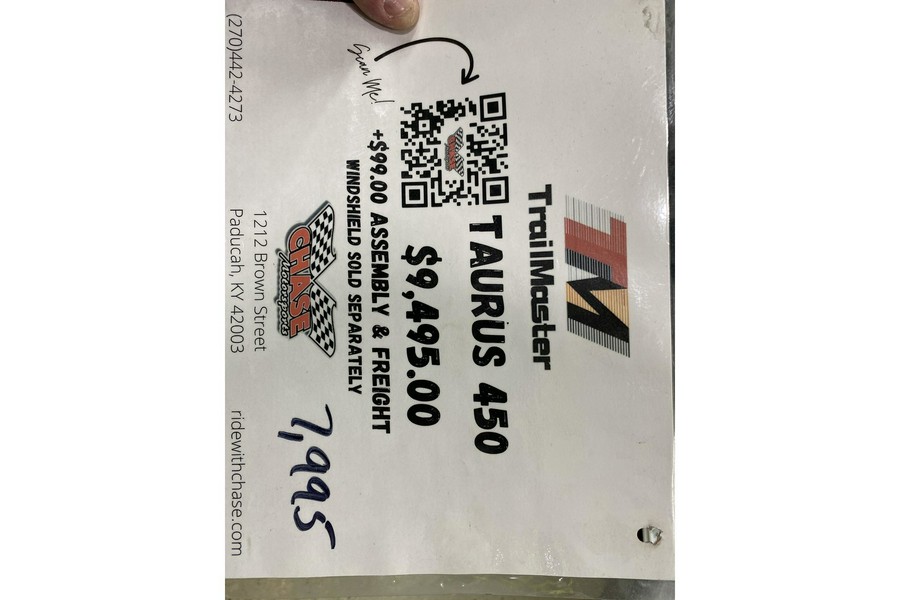 TM
TrailMaster
TAURUS 450
$9,495.00
+$99.00 ASSEMBLY & FREIGHT
WINDSHIELD SOLD SEPARATELY
Scan Me!
CHASE
Motorsports
7,995
1212 Brown Street
(270)442-4273 Paducah, KY 42003 ridewithchase.com